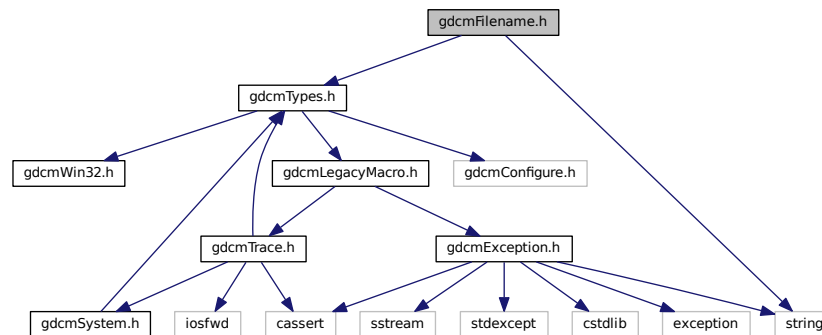 gdcmFilename.h
gdcmTypes.h
gdcmWin32.h
gdcmLegacyMacro.h
gdcmConfigure.h
gdcmTrace.h
gdcmException.h
gdcmSystem.h
iosfwd
cassert
sstream
stdexcept
cstdlib
exception
string